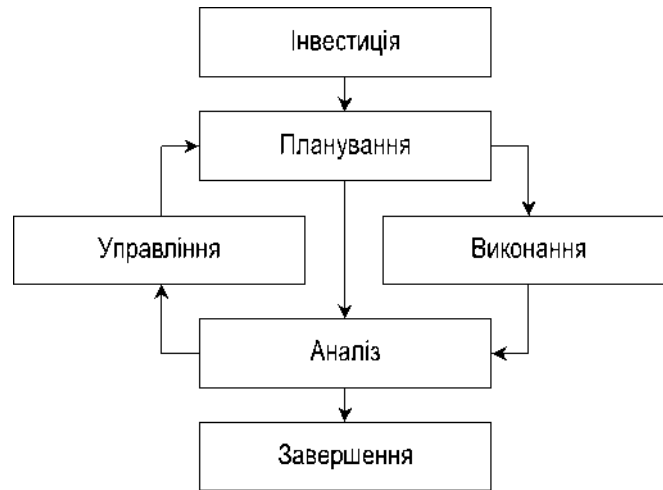 Інвестиція
Планування
Управління
Виконання
Аналіз
Завершення